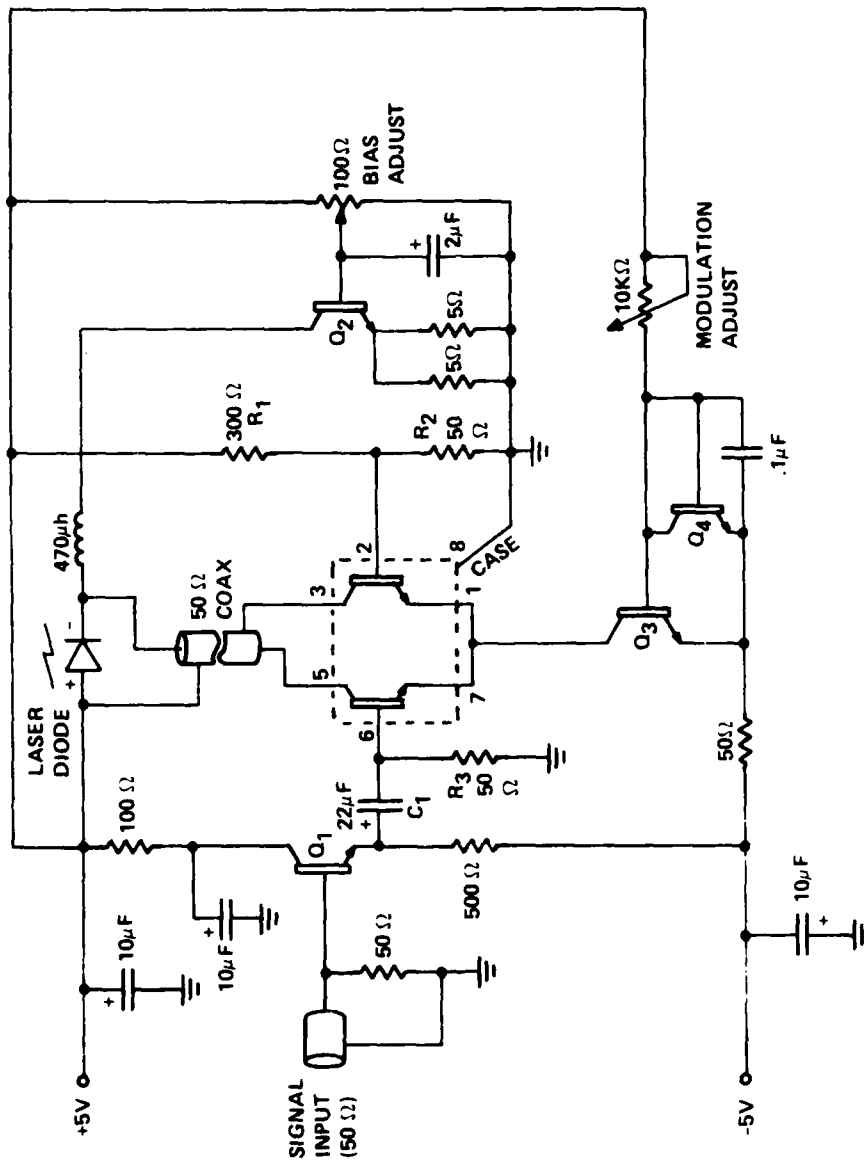 LASER
DIODE
+
-
470μh
50 Ω
COAX
300 Ω
R1
R2
50
Ω
Q2
5Ω
5Ω
100Ω
BIAS
ADJUST
+
2μF
+5V
+
10μF
100 Ω
+
10μF
SIGNAL
INPUT
(50 Ω)
50 Ω
Q1
22μF
+
C1
R3
50
Ω
500 Ω
5
3
6
2
7
1
8
CASE
Q3
Q4
10KΩ
MODULATION
ADJUST
.1μF
50Ω
-5V
10μF
+